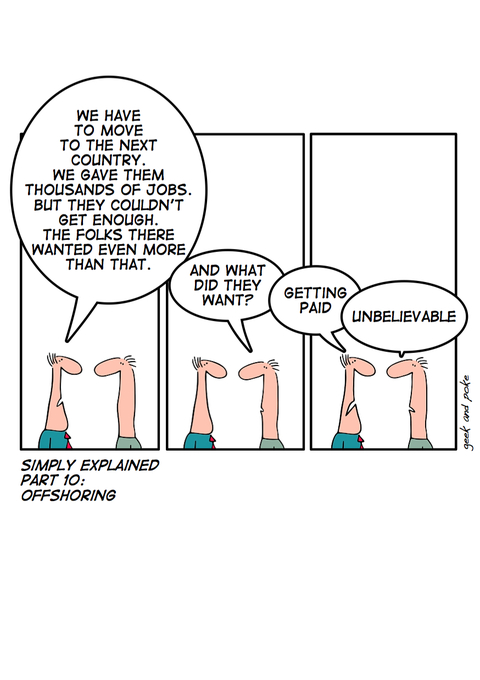 WE HAVE
TO MOVE
TO THE NEXT
COUNTRY.
WE GAVE THEM
THOUSANDS OF JOBS.
BUT THEY COULDN'T
GET ENOUGH.
THE FOLKS THERE
WANTED EVEN MORE
THAN THAT.
AND WHAT
DID THEY
WANT?
GETTING
PAID
UNBELIEVABLE
geek and poke
SIMPLY EXPLAINED
PART 10:
OFFSHORING